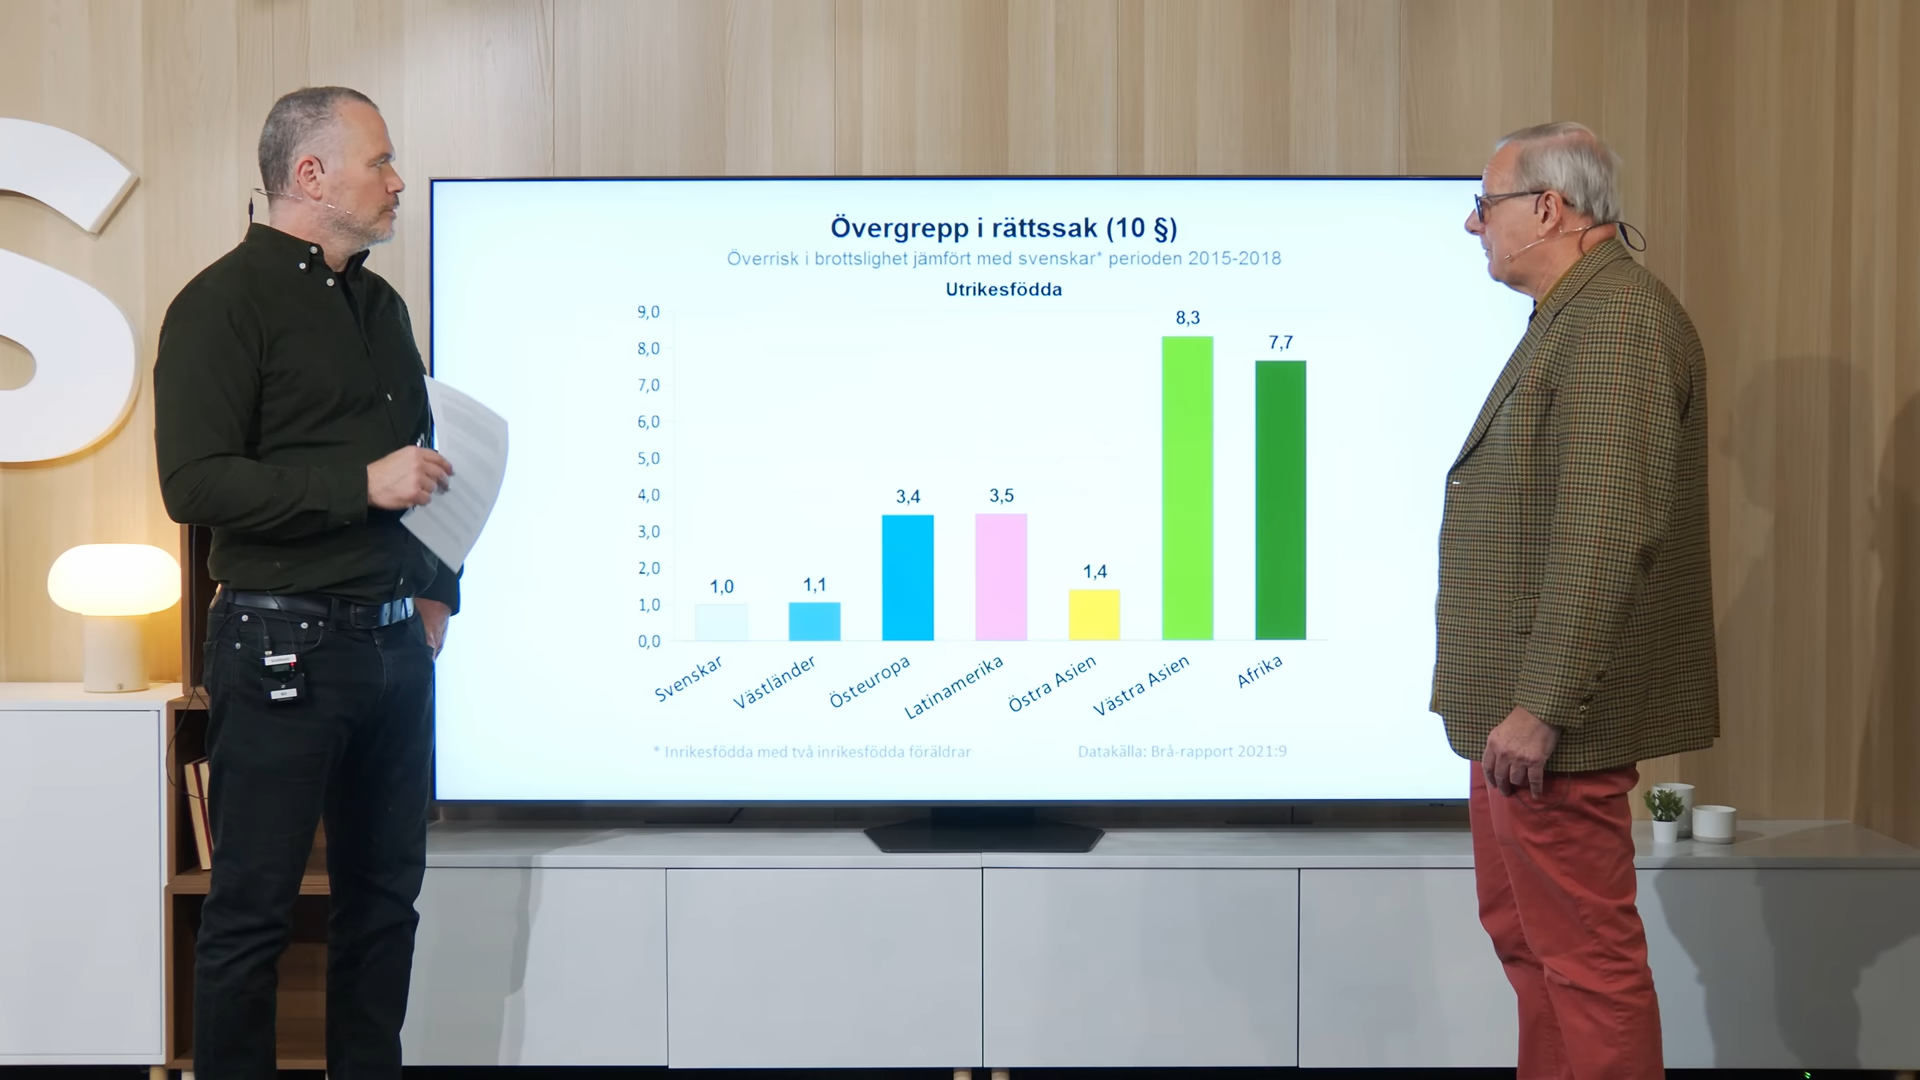 S
Övergrepp i rättssak (10 §)
Överrisk i brottslighet jämfört med svenskar* perioden 2015-2018
Utrikesfödda
9,0
8,0
7,0
6,0
5,0
4,0
3,0
2,0
1,0
0,0
1,0
1,1
3,4
3,5
1,4
8,3
7,7
Svenskar
Västländer
Östeuropa
Latinamerika
Östra Asien
Västra Asien
Afrika
* Inrikesfödda med två inrikesfödda föräldrar
Datakälla: Brå-rapport 2021:9